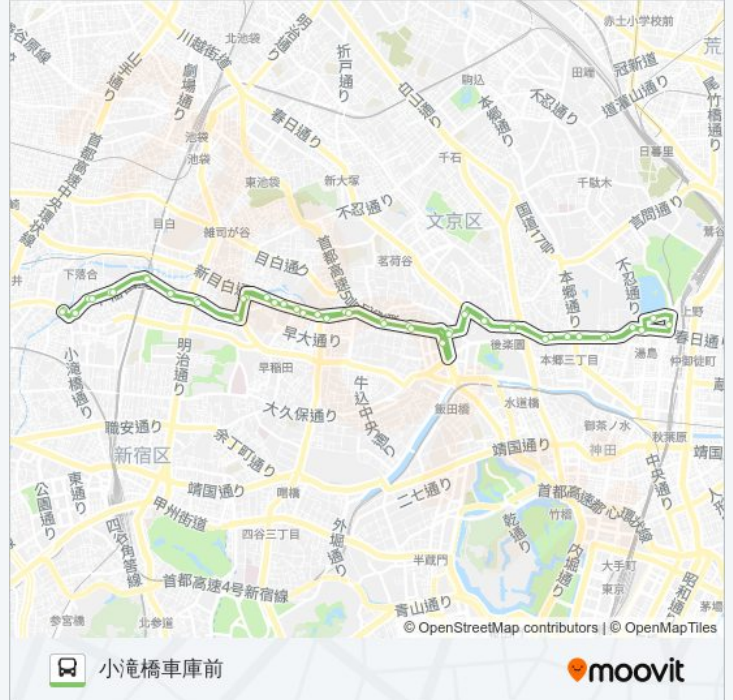 赤土小学校前
北池袋
明治通り
荒
谷原線
川越街道
山手通り
折戸通り
劇場通り
冠新道
田端
駒込
白山通り
本郷通り
不忍通り
道灌山通り
尾竹橋通り
春日通り
池袋
池袋
首都高速中央環状線
千石
日暮里
東池袋
新大塚
千駄木
不忍通り
文京区
国道17号
言問通り
目白
雑司が谷
鶯谷
目白通り
首都高速5号
茗荷谷
下落合
新目白通
不忍通り
本郷通り
井
上野
早大通り
後楽園
春日通り
小滝橋通り
明治通り
早稲田
本郷三丁目
湯島
仲御徒町
牛込中央通り
大久保通り
飯田橋
水道橋
職安通り
余丁町通り
御茶ノ水
秋葉原
新宿区
靖国通り
神田
靖国
中央通り
公園通り
東通り
靖国通り
曙橋
二七通り
首都高速都心環状線
甲州街道
竹橋
四谷角筈線
四谷三丁目
外堀通り
乾通り
内堀通り
半蔵門
大手町
東京
首都高速4号新宿線
昭和通
青山通り
茅場
参宮橋
北参道
© OpenStreetMap contributors | © OpenMapTiles
小滝橋車庫前
moovit